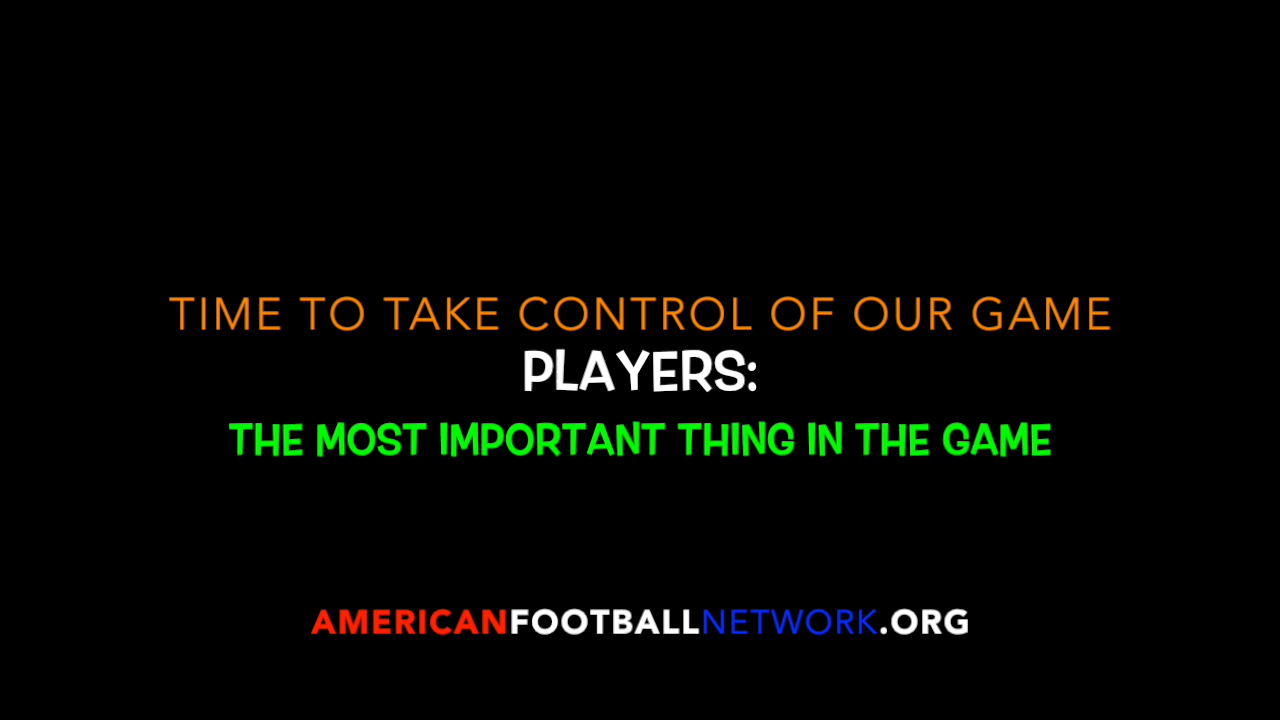 TIME TO TAKE CONTROL OF OUR GAME
PLAYERS:
THE MOST IMPORTANT THING IN THE GAME
AMERICANFOOTBALLNETWORK.ORG